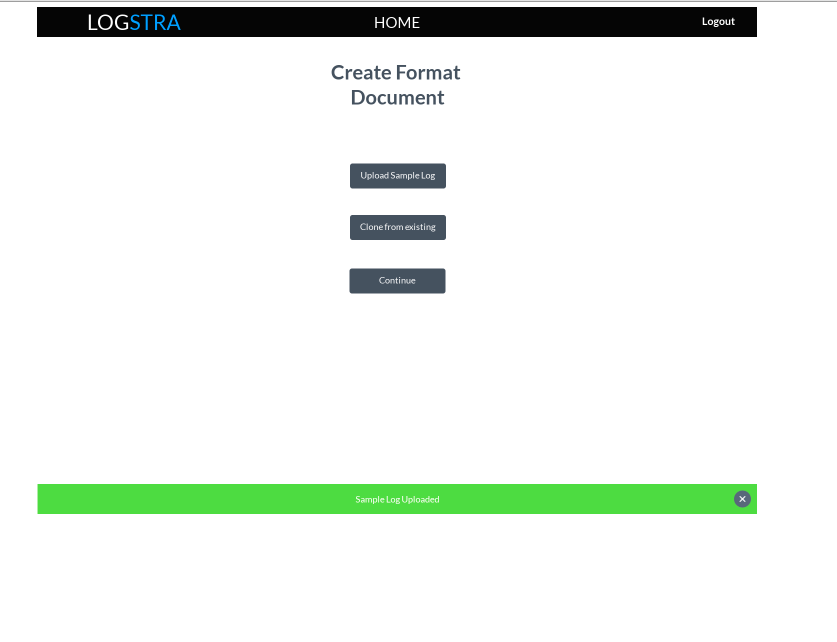 LOGSTRA HOME Logout
Create Format
Document
Upload Sample Log
Clone from existing
Continue
Sample Log Uploaded